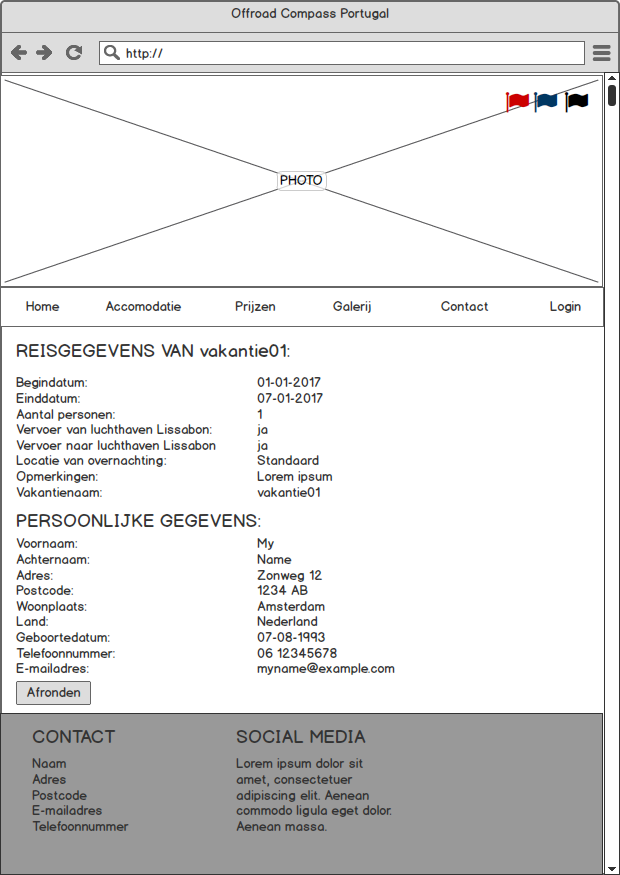 Offroad Compass Portugal
http://
PHOTO
Home Accomodatie Prijzen Galerij Contact Login
REISGEGEVENS VAN vakantie01:
Begindatum: 01-01-2017
Einddatum: 07-01-2017
Aantal personen: 1
Vervoer van luchthaven Lissabon: ja
Vervoer naar luchthaven Lissabon ja
Locatie van overnachting: Standaard
Opmerkingen: Lorem ipsum
Vakantienaam: vakantie01
PERSOONLIJKE GEGEVENS:
Voornaam: My
Achternaam: Name
Adres: Zonweg 12
Postcode: 1234 AB
Woonplaats: Amsterdam
Land: Nederland
Geboortedatum: 07-08-1993
Telefoonnummer: 06 12345678
E-mailadres: myname@example.com
Afronden
CONTACT
Naam
Adres
Postcode
E-mailadres
Telefoonnummer
SOCIAL MEDIA
Lorem ipsum dolor sit
amet, consectetuer
adipiscing elit. Aenean
commodo ligula eget dolor.
Aenean massa.